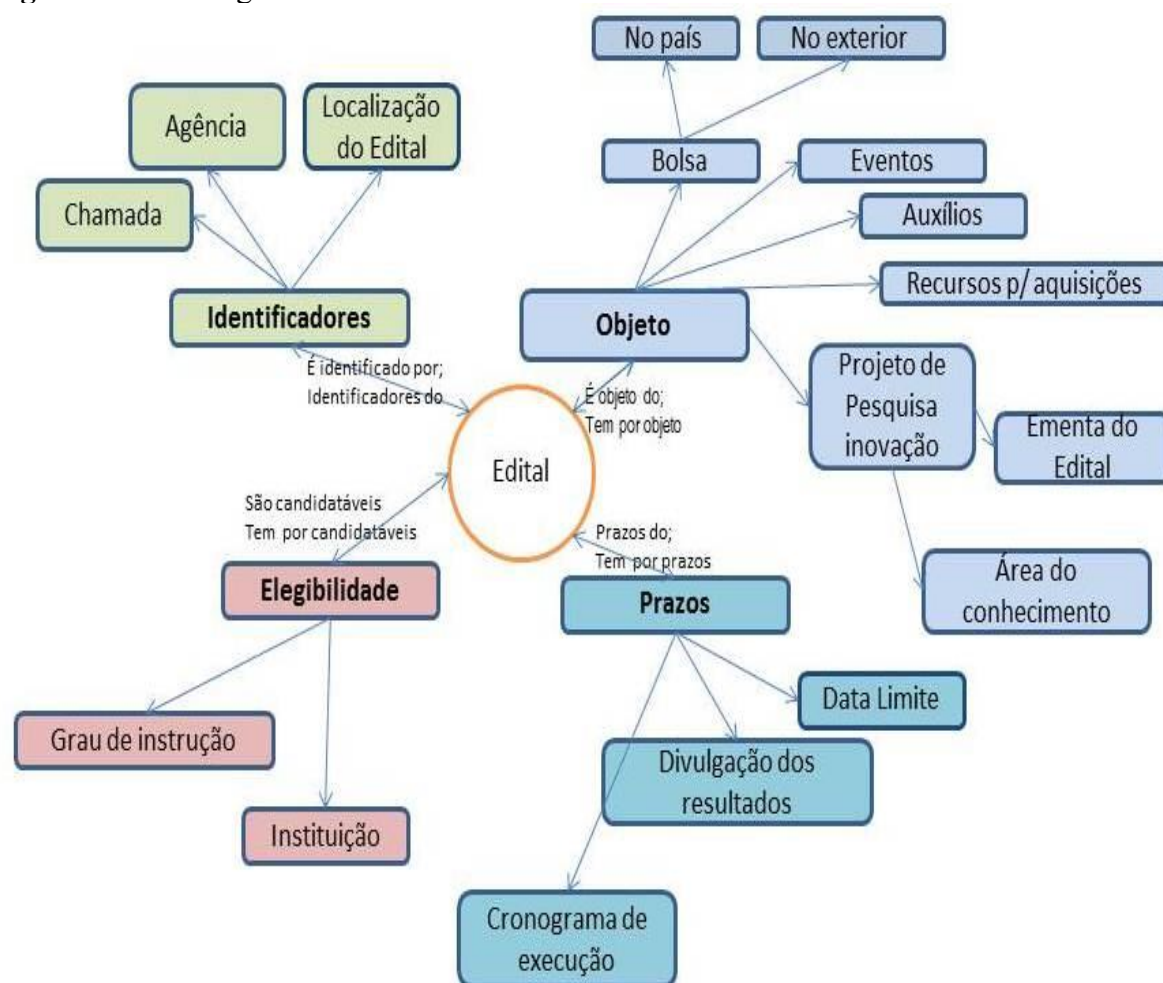 No país
No exterior
Agência
Localização
do Edital
Bolsa
Eventos
Chamada
Auxílios
Recursos p/ aquisições
Identificadores
Objeto
É identificado por;
Identificadores do
É objeto do;
Tem por objeto
Projeto de
Pesquisa
inovação
Ementa do
Edital
Edital
São candidatáveis
Tem por candidatáveis
Prazos do;
Tem por prazos
Elegibilidade
Prazos
Área do
conhecimento
Data Limite
Grau de instrução
Divulgação dos
resultados
Instituição
Cronograma de
execução